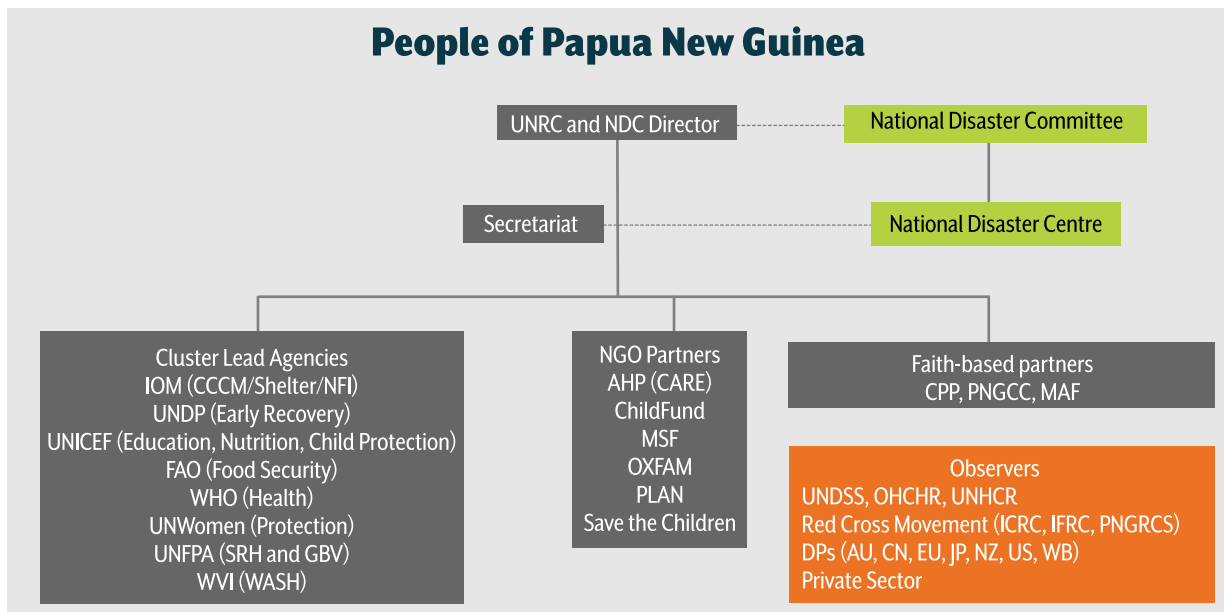 People of Papua New Guinea
UNRC and NDC Director
National Disaster Committee
Secretariat
National Disaster Centre
Cluster Lead Agencies
IOM (CCCM/Shelter/NFI)
UNDP (Early Recovery)
UNICEF (Education, Nutrition, Child Protection)
FAO (Food Security)
WHO (Health)
UNWomen (Protection)
UNFPA (SRH and GBV)
WVI (WASH)
NGO Partners
AHP (CARE)
ChildFund
MSF
OXFAM
PLAN
Save the Children
Faith-based partners
CPP, PNGCC, MAF
Observers
UNDSS, OHCHR, UNHCR
Red Cross Movement (ICRC, IFRC, PNGRCS)
DPs (AU, CN, EU, JP, NZ, US, WB)
Private Sector